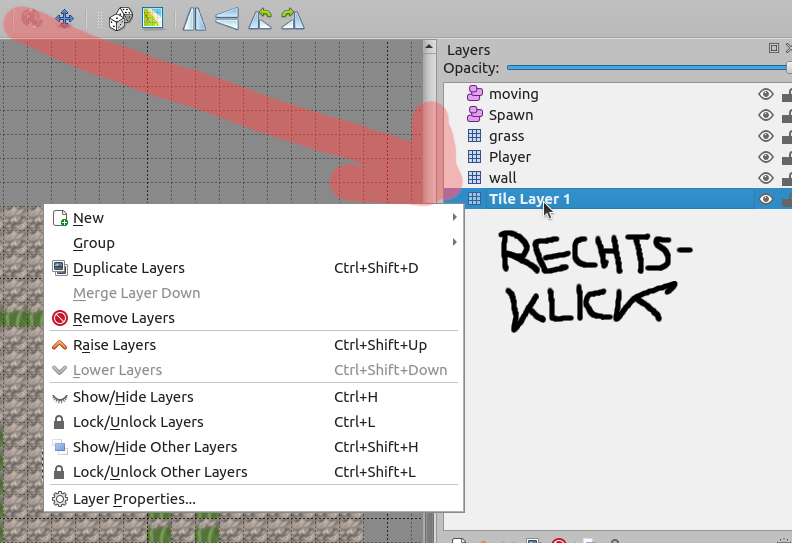 Layers
Opacity:
moving
Spawn
grass
Player
wall
Tile Layer 1
RECHTS-
KLICK
New
Group
Duplicate Layers Ctrl+Shift+D
Merge Layer Down
Remove Layers
Raise Layers Ctrl+Shift+Up
Lower Layers Ctrl+Shift+Down
Show/Hide Layers Ctrl+H
Lock/Unlock Layers Ctrl+L
Show/Hide Other Layers Ctrl+Shift+H
Lock/Unlock Other Layers Ctrl+Shift+L
Layer Properties...